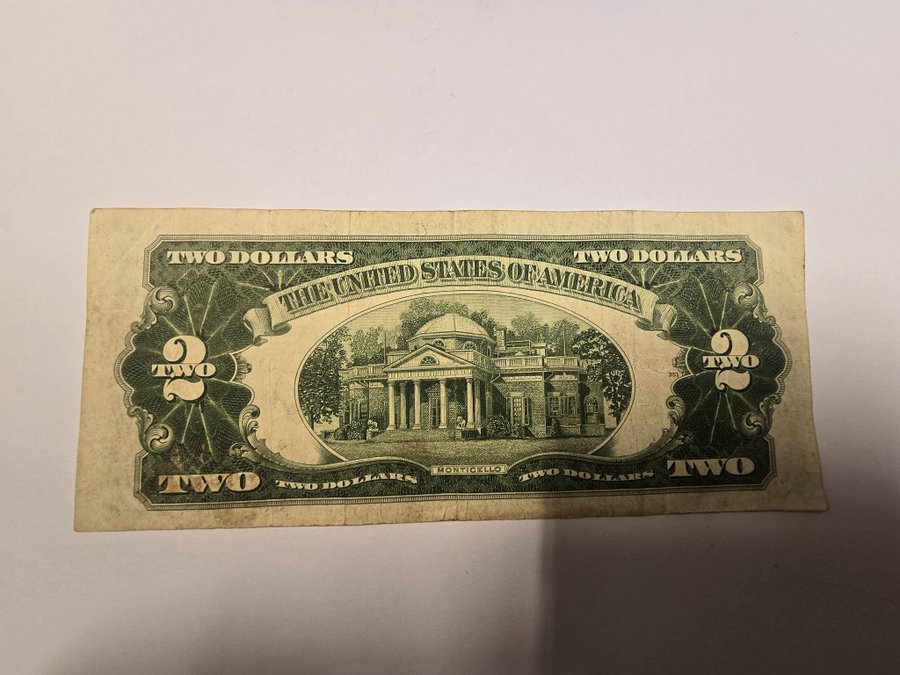 TWO DOLLARS TWO DOLLARS
THE UNITED STATES OF AMERICA
2 2
TWO TWO
MONTICELLO
TWO TWO DOLLARS TWO DOLLARS TWO